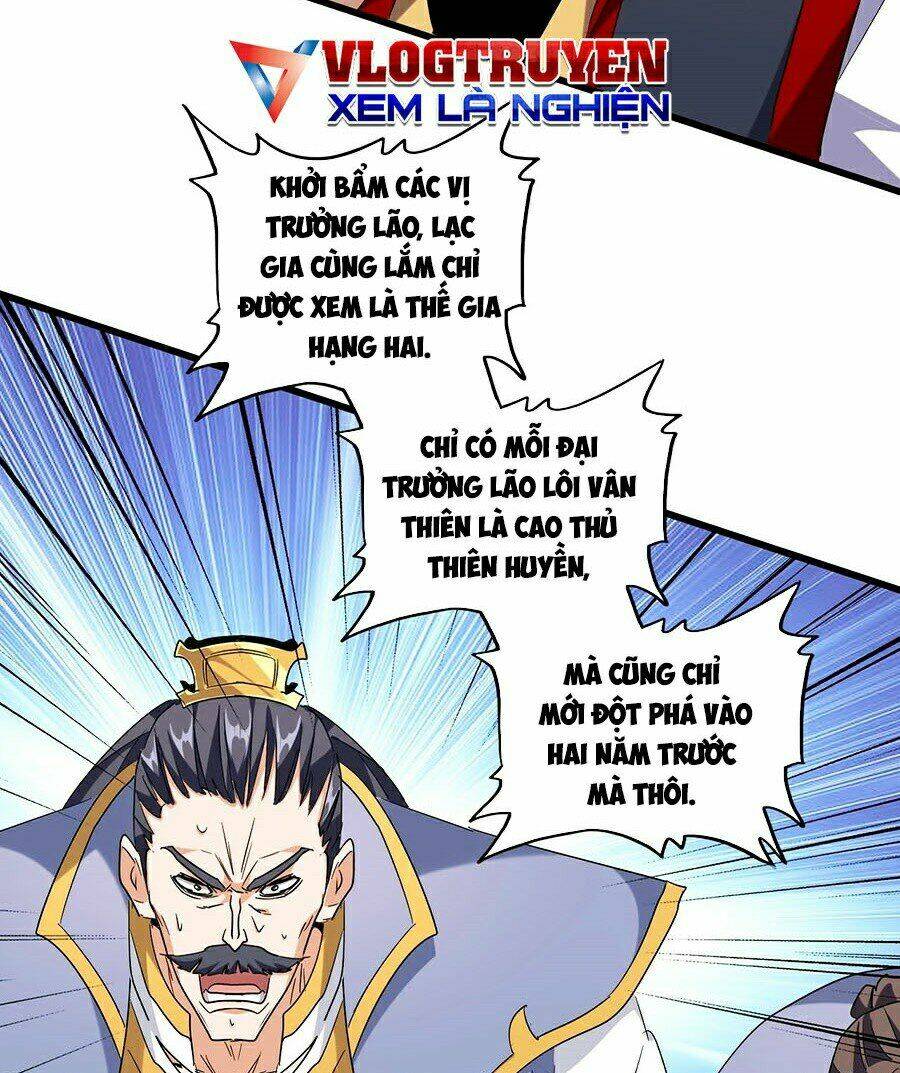 VLOGTRUYEN
XEM LÀ NGHIỆN
KHỞI BẨM CÁC VỊ
TRƯỞNG LÃO, LẠC
GIA CÙNG LẮM CHỈ
ĐƯỢC XEM LÀ THẾ GIA
HẠNG HAI.
CHỈ CÓ MỖI ĐẠI
TRƯỞNG LÃO LÔI VÂN
THIÊN LÀ CAO THỦ
THIÊN HUYỀN,
MÀ CŨNG CHỈ
MỚI ĐỘT PHÁ VÀO
HAI NĂM TRƯỚC
MÀ THÔI.